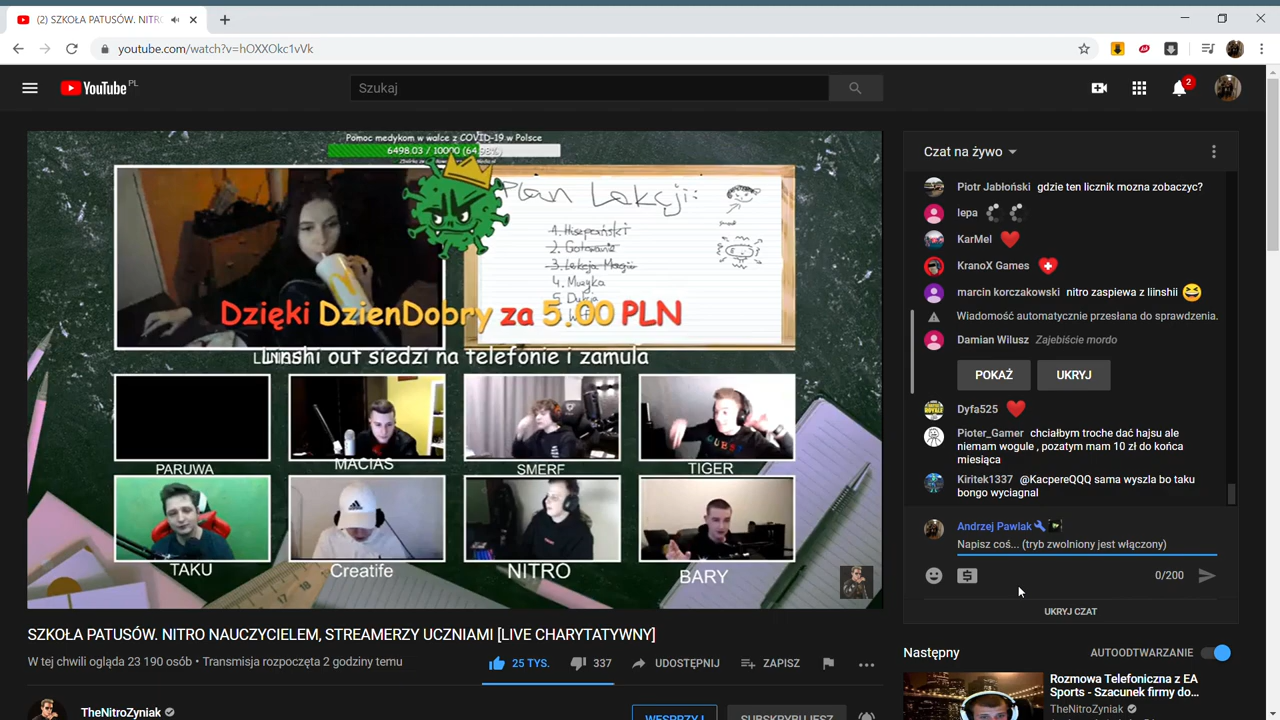 (2) SZKOŁA PATUSÓW. NITRO
youtube.com/watch?v=hOXXOkc1vVk
YouTube PL
Szukaj
2
Pomoc medykom w walce z COVID-19 w Polsce
6498.03 / 10000 (64.98%)
Plan Lekcji:
1. Hiszpański
2. Gotowanie
3. Lekcja Magii
4. Muzyka
Dzięki DzienDobry za 5.00 PLN
Linshi out siedzi na telefonie i zamula
PARUWA
MACIAS
SMERF
TIGER
TAKU
Creatife
NITRO
BARY
SZKOŁA PATUSÓW. NITRO NAUCZYCIELEM, STREAMERZY UCZNIAMI [LIVE CHARYTATYWNY]
W tej chwili ogląda 23 190 osób • Transmisja rozpoczęta 2 godziny temu
25 TYS.
337
UDOSTĘPNIJ
ZAPISZ
TheNitroZyniak
WESPRZYJ
SUBSKRYBUJESZ
Czat na żywo
Piotr Jabłoński gdzie ten licznik mozna zobaczyc?
lepa
KarMel
KranoX Games
marcin korczakowski nitro zaspiewa z liinshii
Wiadomość automatycznie przesłana do sprawdzenia.
Damian Wilusz Zajebiście mordo
POKAŻ
UKRYJ
Dyfa525
Pioter_Gamer chciałbym troche dać hajsu ale
niemam wogule , pozatym mam 10 zł do końca
miesiąca
Kiritek1337 @KacpereQQQ sama wyszla bo taku
bongo wyciagnal
Andrzej Pawlak
Napisz coś... (tryb zwolniony jest włączony)
0/200
UKRYJ CZAT
Następny
AUTOODTWARZANIE
Rozmowa Telefoniczna z EA
Sports - Szacunek firmy do...
TheNitroZyniak